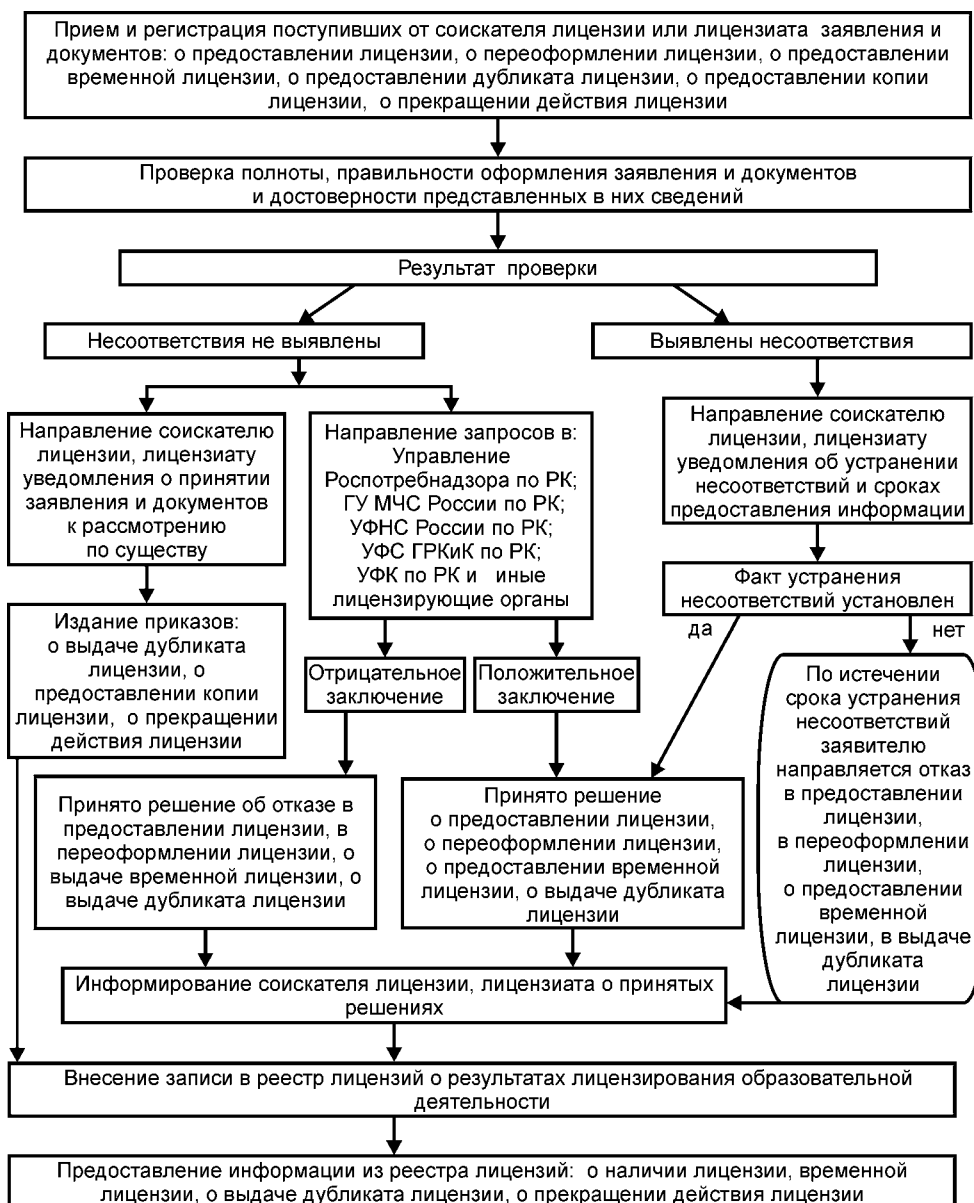 Прием и регистрация поступивших от соискателя лицензии или лицензиата заявления и
документов: о предоставлении лицензии, о переоформлении лицензии, о предоставлении
временной лицензии, о предоставлении дубликата лицензии, о предоставлении копии
лицензии, о прекращении действия лицензии
Проверка полноты, правильности оформления заявления и документов
и достоверности представленных в них сведений
Результат проверки
Несоответствия не выявлены
Выявлены несоответствия
Направление соискателю
лицензии, лицензиату
уведомления о принятии
заявления и документов
к рассмотрению
по существу
Направление запросов в:
Управление
Роспотребнадзора по РК;
ГУ МЧС России по РК;
УФНС России по РК;
УФС ГРКиК по РК;
УФК по РК и иные
лицензирующие органы
Направление соискателю
лицензии, лицензиату
уведомления об устранении
несоответствий и сроках
предоставления информации
Факт устранения
несоответствий установлен
да
нет
Издание приказов:
о выдаче дубликата
лицензии, о
предоставлении копии
лицензии, о прекращении
действия лицензии
Отрицательное
заключение
Положительное
заключение
По истечении
срока устранения
несоответствий
заявителю
направляется отказ
в предоставлении
лицензии,
в переоформлении
лицензии,
о предоставлении
временной
лицензии, в выдаче
дубликата
лицензии
Принято решение об отказе в
предоставлении лицензии, в
переоформлении лицензии, о
выдаче временной лицензии, о
выдаче дубликата лицензии
Принято решение
о предоставлении лицензии,
о переоформлении лицензии,
о предоставлении временной
лицензии, о выдаче дубликата
лицензии
Информирование соискателя лицензии, лицензиата о принятых
решениях
Внесение записи в реестр лицензий о результатах лицензирования образовательной
деятельности
Предоставление информации из реестра лицензий: о наличии лицензии, временной
лицензии, о выдаче дубликата лицензии, о прекращении действия лицензии